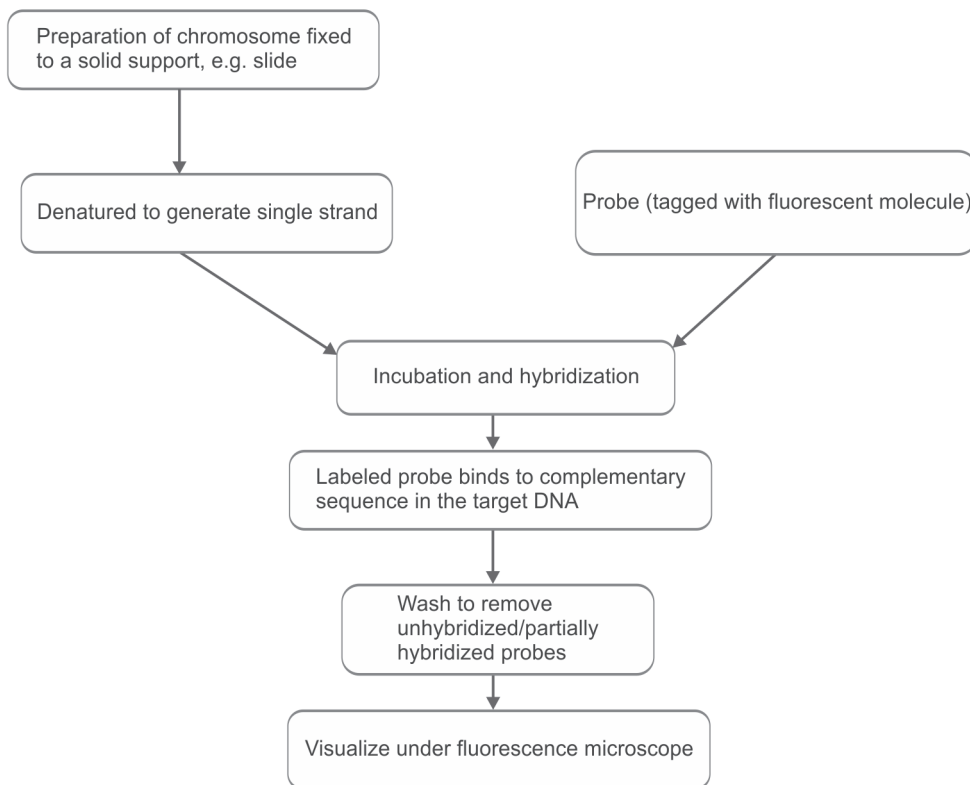 Preparation of chromosome fixed
to a solid support, e.g. slide
Denatured to generate single strand
Probe (tagged with fluorescent molecule)
Incubation and hybridization
Labeled probe binds to complementary
sequence in the target DNA
Wash to remove
unhybridized/partially
hybridized probes
Visualize under fluorescence microscope